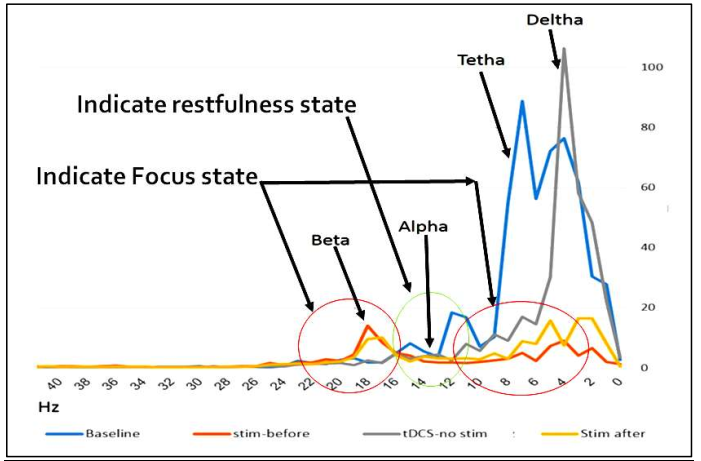 Deltha
Tetha
100
Indicate restfulness state
80
Indicate Focus state
60
Alpha
Beta
40
20
0
40 38 36 34 32 30 28 26 24 22 20 18 16 14 12 10 8 6 4 2 0
Hz
Baseline stim-before tDCS-no stim Stim after